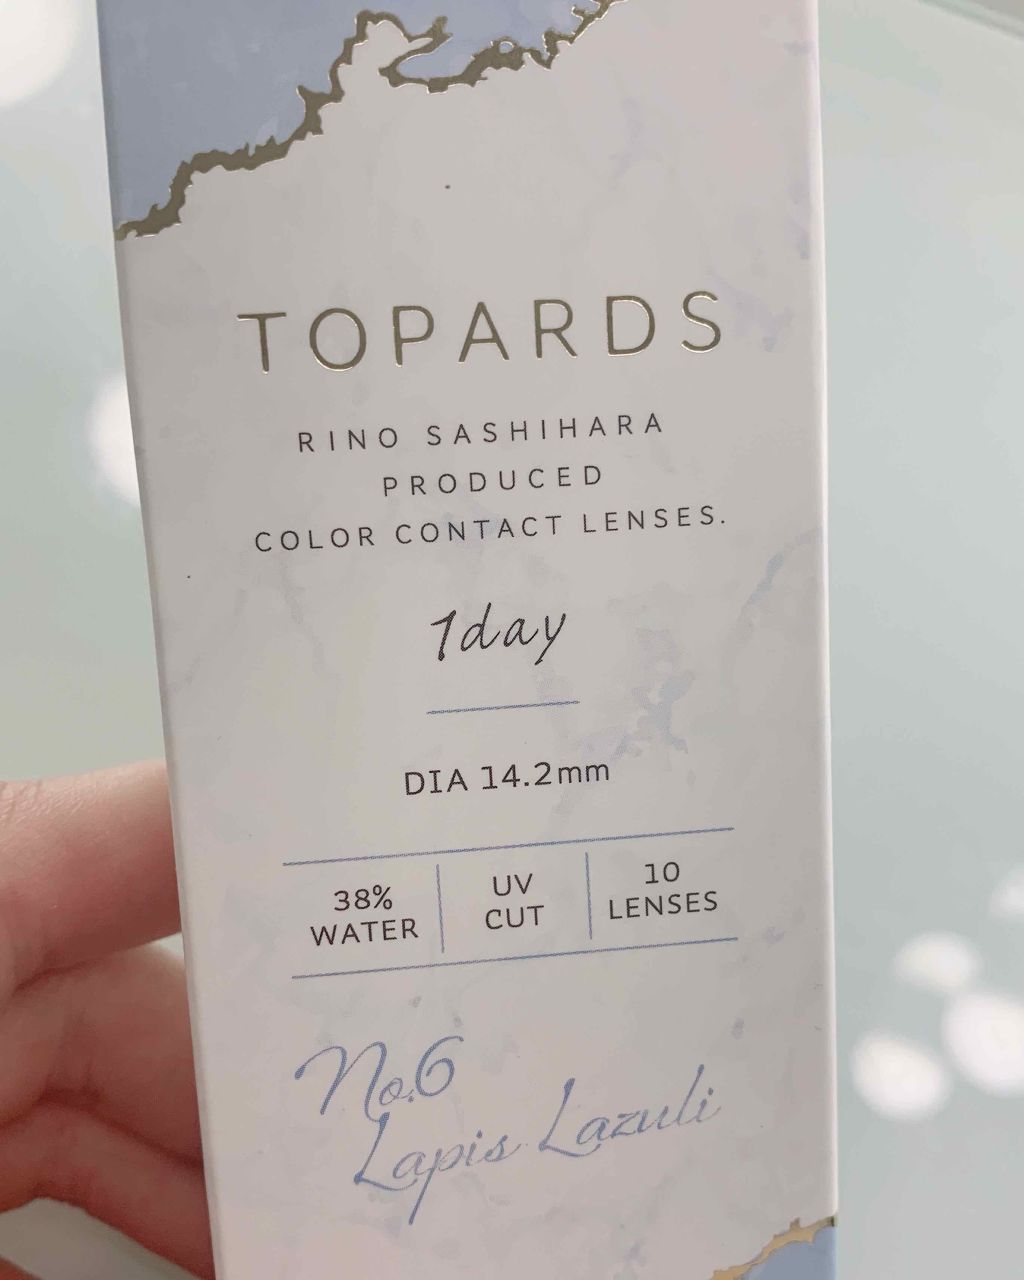 TOPARDS
RINO SASHIHARA
PRODUCED
COLOR CONTACT LENSES.
1day
DIA 14.2mm
38%
WATER
UV
CUT
10
LENSES
No.6
Lapis Lazuli